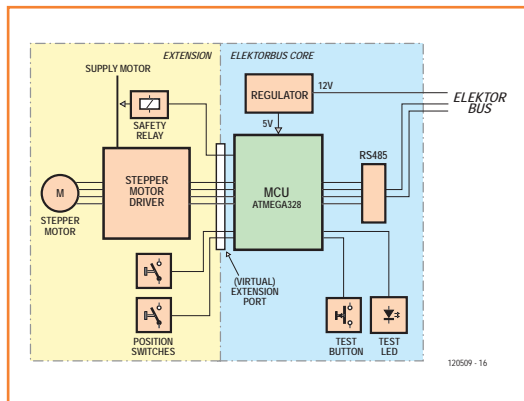 EXTENSION
ELEKTORBUS CORE
SUPPLY MOTOR
REGULATOR
12V
ELEKTOR
BUS
SAFETY
RELAY
5V
RS485
STEPPER
MOTOR
DRIVER
MCU
ATMEGA328
M
STEPPER
MOTOR
(VIRTUAL)
EXTENSION
PORT
POSITION
SWITCHES
TEST
BUTTON
TEST
LED
120509 - 16